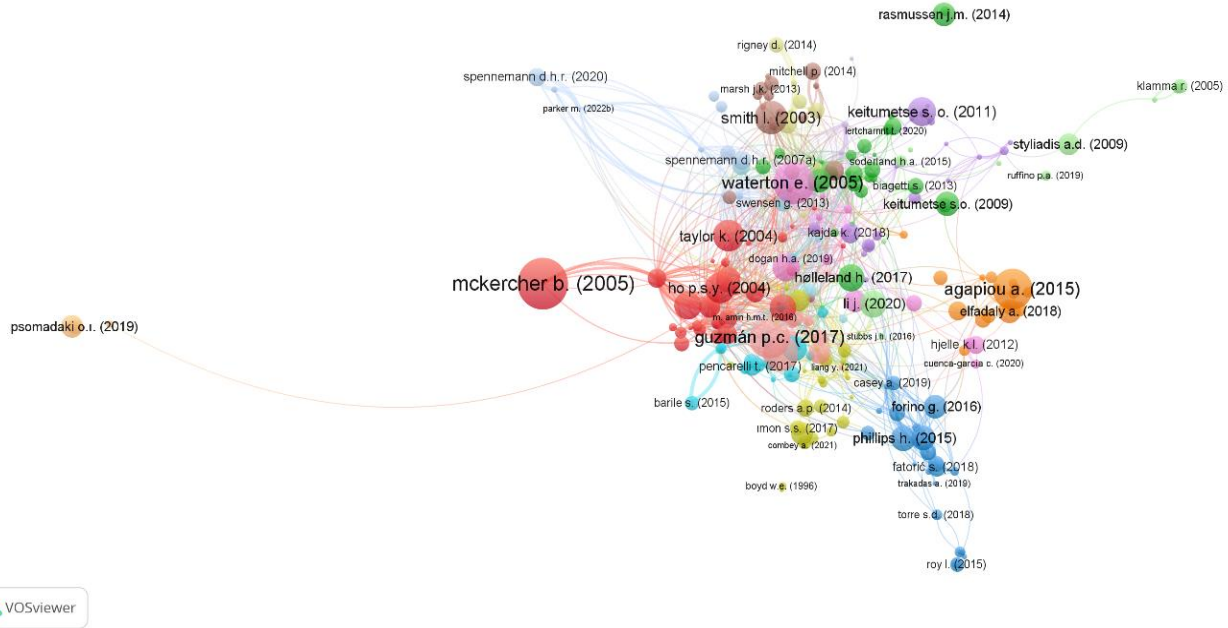 rasmussen j.m. (2014)
rigney d. (2014)
spennemann d.h.r. (2020)
mitchell p. (2014)
klamma r. (2005)
marsh j.k. (2013)
parker m. (2022b)
smith l. (2003)
keitumetse s. o. (2011)
lertcharnrit t. (2020)
styliadis a.d. (2009)
spennemann d.h.r. (2007a)
soderland h.a. (2015)
ruffino p.a. (2019)
waterton e. (2005)
biagetti s. (2013)
swensen g. (2013)
keitumetse s.o. (2009)
taylor k. (2004)
kajda k. (2018)
dogan h.a. (2019)
mckercher b. (2005)
hølleland h. (2017)
ho p.s.y. (2004)
agapiou a. (2015)
li j. (2020)
elfadaly a. (2018)
m. amin h.m.t. (2016)
psomadaki o.ı. (2019)
guzmán p.c. (2017)
stubbs j.h. (2016)
hjelle k.l. (2012)
cuenca-garcía c. (2020)
pencarelli t. (2017)
liang y. (2021)
casey a. (2019)
barile s. (2015)
roders a.p. (2014)
forino g. (2016)
s.s. (2017)
phillips h. (2015)
combey a. (2021)
fatorić s. (2018)
trakadas a. (2019)
boyd w.e. (1996)
torre s.d. (2018)
roy l. (2015)
VOSviewer